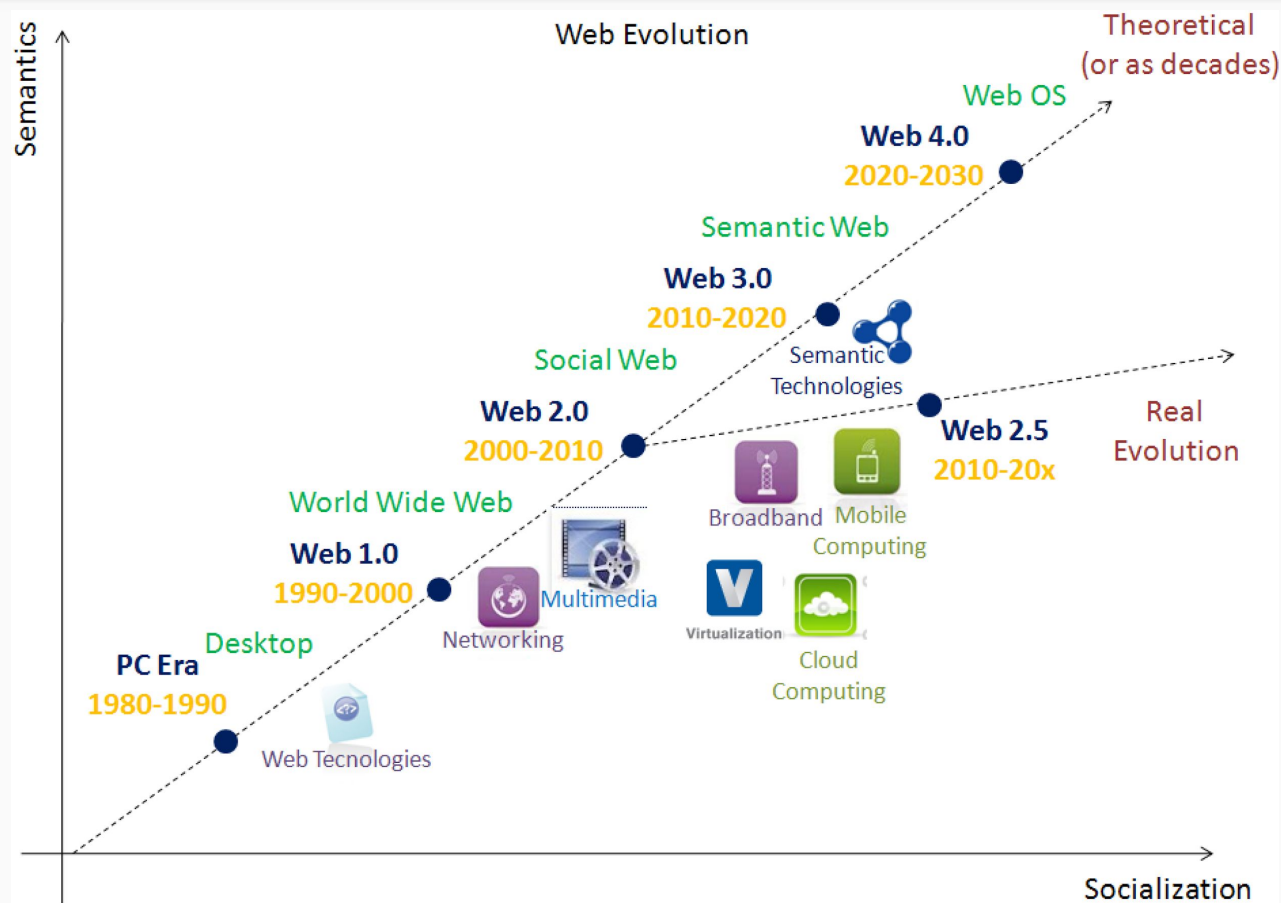 Web Evolution
Semantics
Theoretical
(or as decades)
Web OS
Web 4.0
2020-2030
Semantic Web
Web 3.0
2010-2020
Semantic
Technologies
Social Web
Web 2.0
2000-2010
Web 2.5
2010-20x
Real
Evolution
Broadband
Mobile
Computing
World Wide Web
Web 1.0
1990-2000
Networking
Multimedia
V
Virtualization
Cloud
Computing
Desktop
PC Era
1980-1990
<?>
Web Tecnologies
Socialization